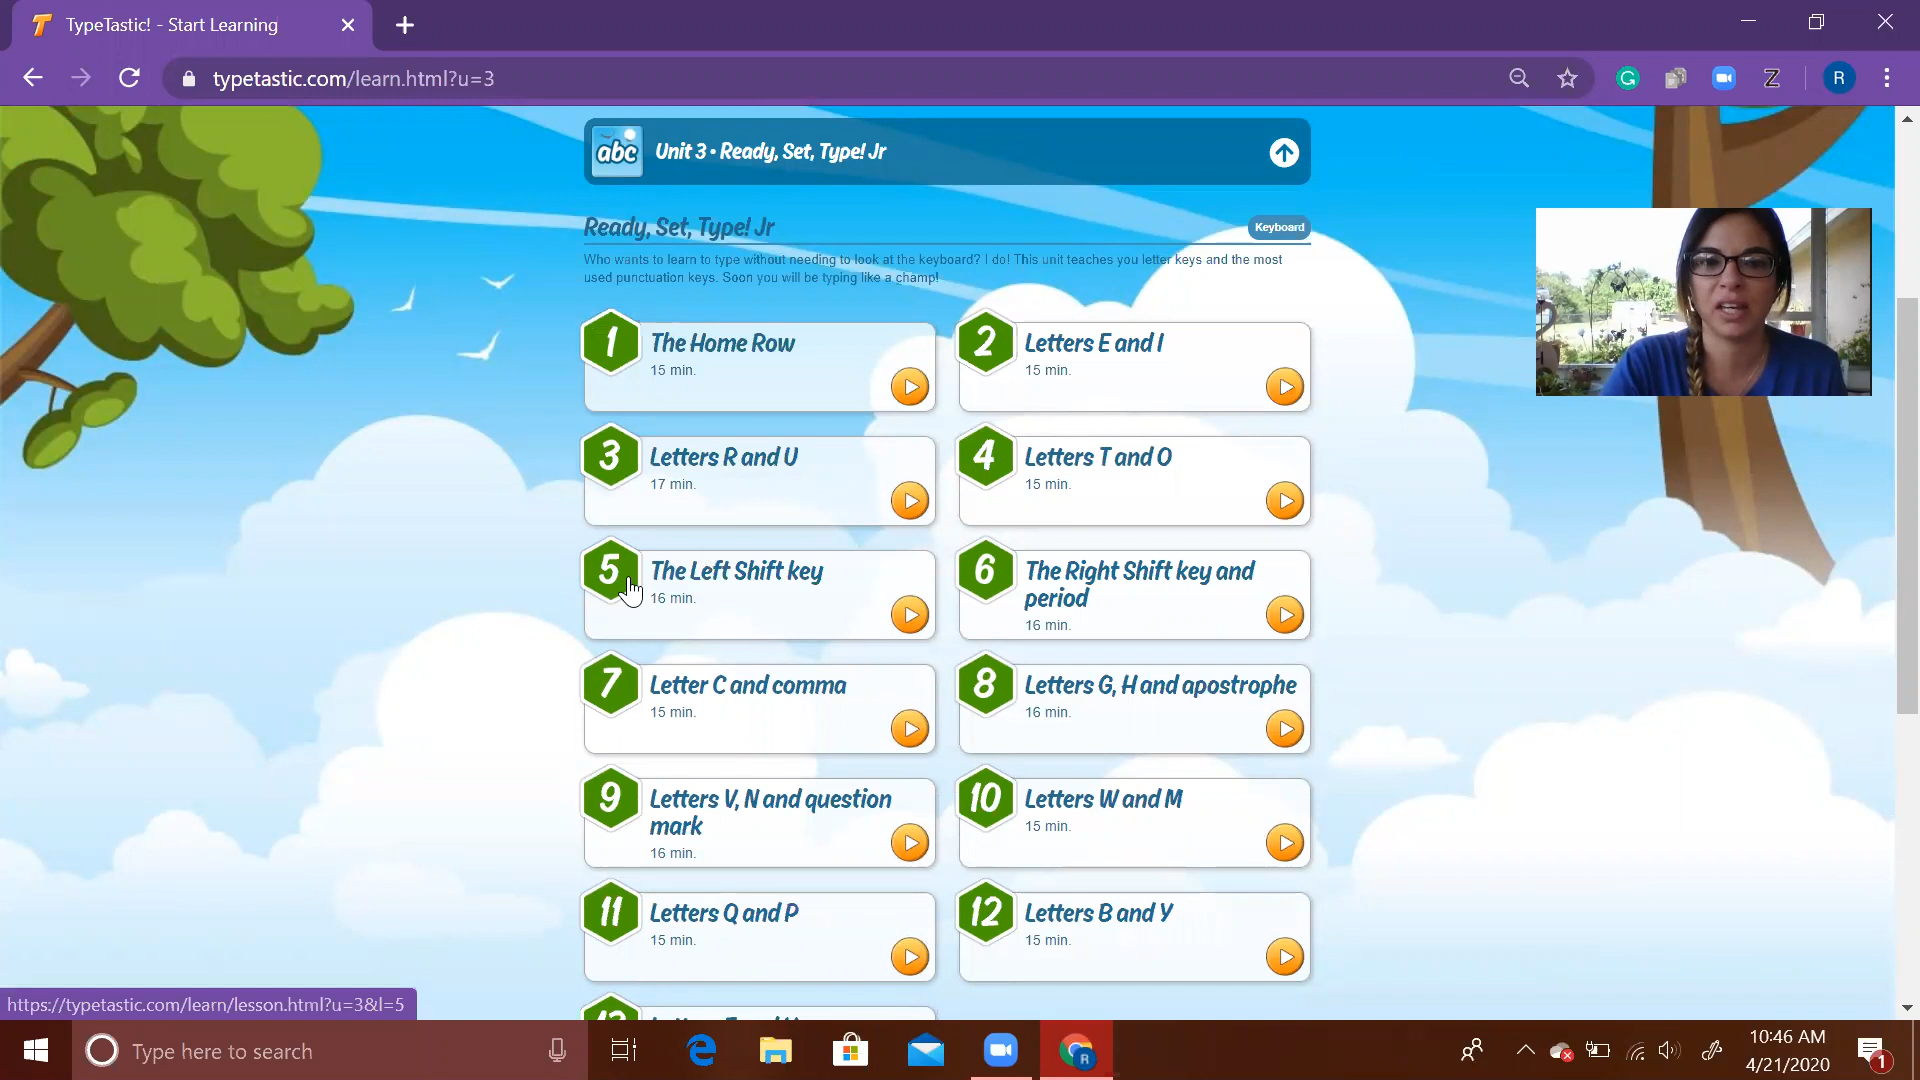 TypeTastic! - Start Learning
typetastic.com/learn.html?u=3
R
abc
Unit 3 • Ready, Set, Type! Jr
Ready, Set, Type! Jr
Keyboard
Who wants to learn to type without needing to look at the keyboard? I do! This unit teaches you letter keys and the most
used punctuation keys. Soon you will be typing like a champ!
1
The Home Row
15 min.
2
Letters E and I
15 min.
3
Letters R and U
17 min.
4
Letters T and O
15 min.
5
The Left Shift key
16 min.
6
The Right Shift key and
period
16 min.
7
Letter C and comma
15 min.
8
Letters G, H and apostrophe
16 min.
9
Letters V, N and question
mark
16 min.
10
Letters W and M
15 min.
11
Letters Q and P
15 min.
12
Letters B and Y
15 min.
https://typetastic.com/learn/lesson.html?u=3&l=5
Type here to search
R
10:46 AM
4/21/2020
1